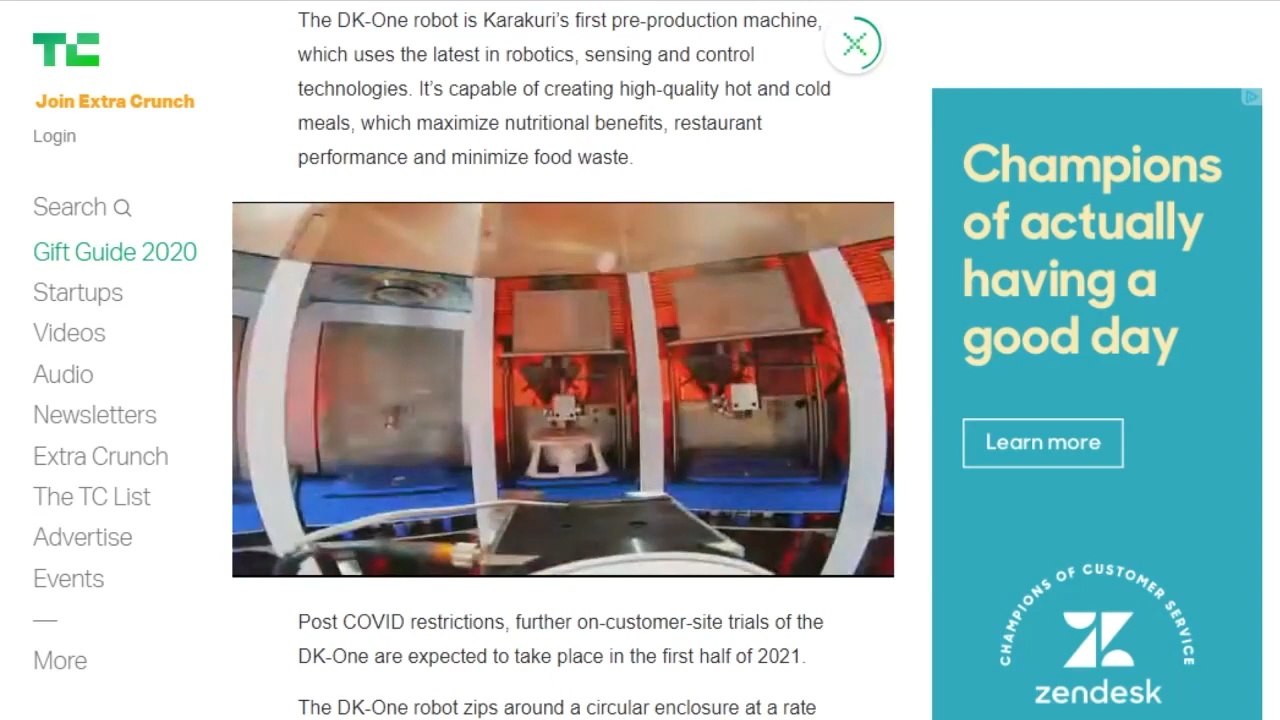 TC
Join Extra Crunch
Login
Search
Gift Guide 2020
Startups
Videos
Audio
Newsletters
Extra Crunch
The TC List
Advertise
Events
—
More
The DK-One robot is Karakuri’s first pre-production machine,
which uses the latest in robotics, sensing and control
technologies. It’s capable of creating high-quality hot and cold
meals, which maximize nutritional benefits, restaurant
performance and minimize food waste.
Post COVID restrictions, further on-customer-site trials of the
DK-One are expected to take place in the first half of 2021.
The DK-One robot zips around a circular enclosure at a rate
Champions
of actually
having a
good day
Learn more
CHAMPIONS OF CUSTOMER SERVICE
zendesk